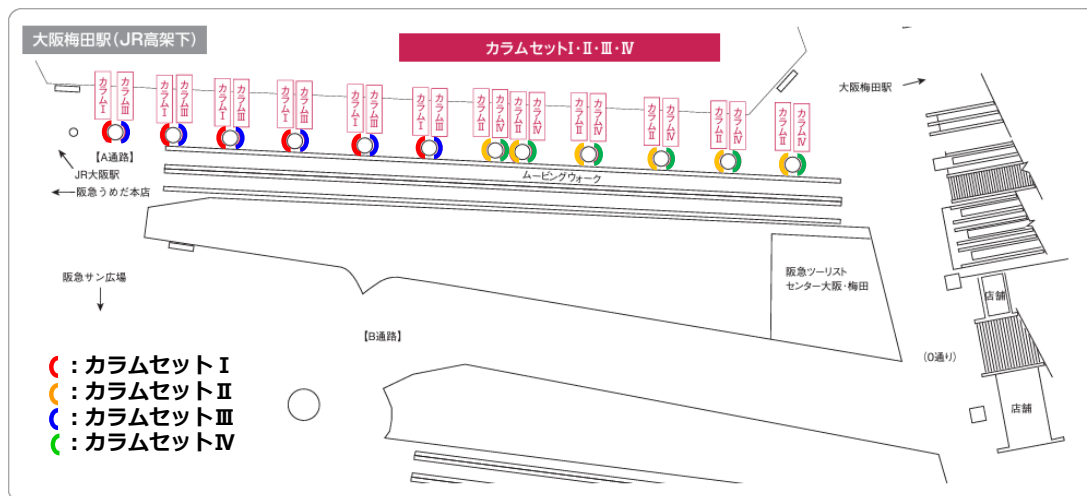 大阪梅田駅(JR高架下)
カラムセットⅠ・Ⅱ・Ⅲ・Ⅳ
大阪梅田駅
カラムⅠ
カラムⅢ
カラムⅠ
カラムⅢ
カラムⅠ
カラムⅢ
カラムⅠ
カラムⅢ
カラムⅠ
カラムⅢ
カラムⅠ
カラムⅢ
カラムⅡ
カラムⅣ
カラムⅡ
カラムⅣ
カラムⅡ
カラムⅣ
カラムⅡ
カラムⅣ
カラムⅡ
カラムⅣ
カラムⅡ
カラムⅣ
【A通路】
JR大阪駅
阪急うめだ本店
ムービングウォーク
阪急サン広場
阪急ツーリスト
センター大阪・梅田
店舗
【B通路】
(O通り)
店舗
:カラムセットⅠ
:カラムセットⅡ
:カラムセットⅢ
:カラムセットⅣ